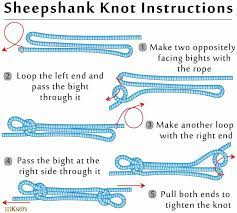 Sheepshank Knot Instructions
1 Make two oppositely
facing bights with
the rope
2 Loop the left end and
pass the bight
through it
3 Make another loop
with the right end
4 Pass the bight at the
right side through it
5 Pull both ends to
tighten the knot
Knots